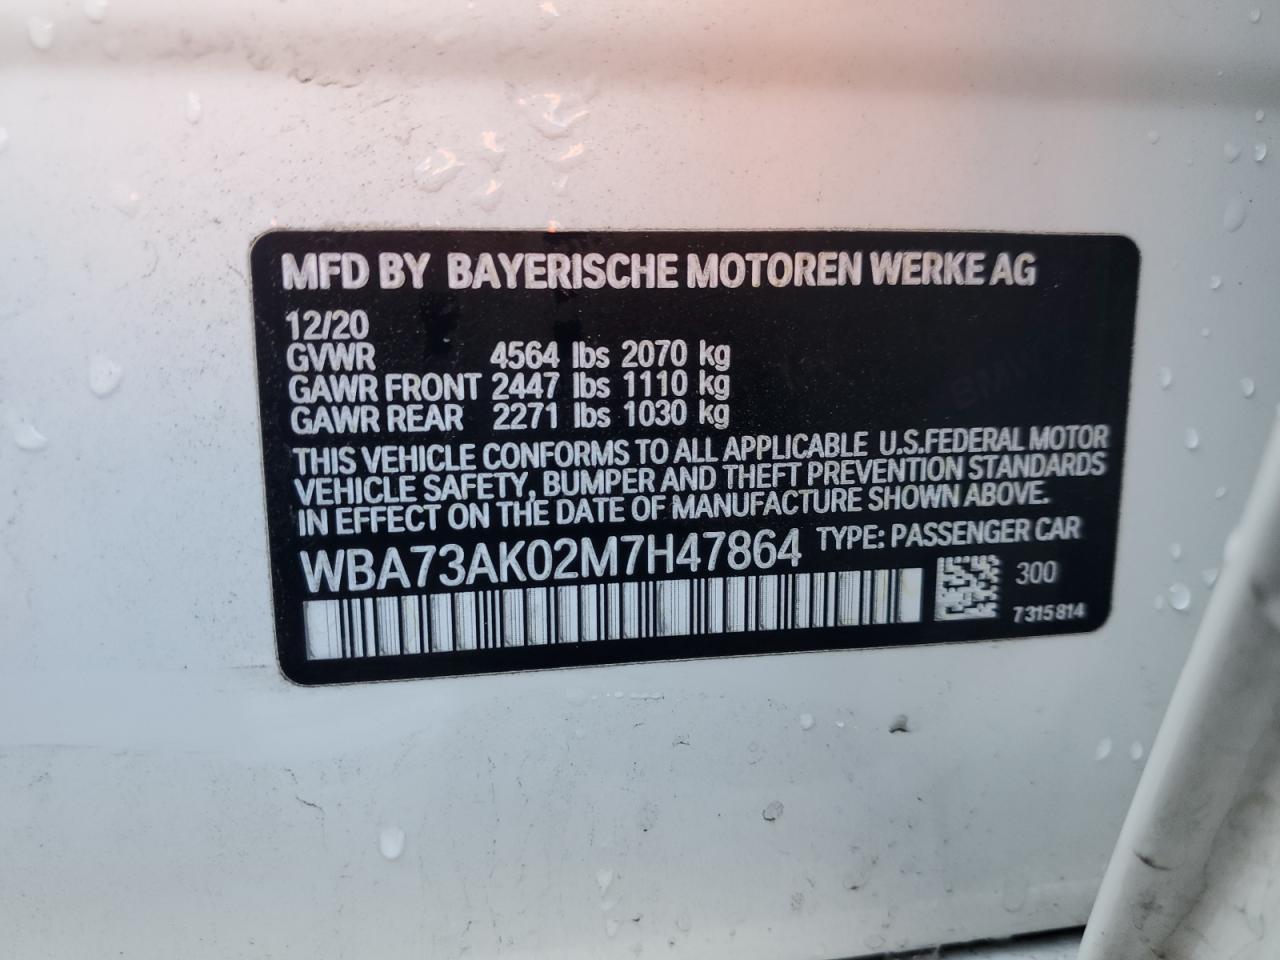 MFD BY BAYERISCHE MOTOREN WERKE AG
12/20
GVWR 4564 lbs 2070 kg
GAWR FRONT 2447 lbs 1110 kg
GAWR REAR 2271 lbs 1030 kg
THIS VEHICLE CONFORMS TO ALL APPLICABLE U.S.FEDERAL MOTOR
VEHICLE SAFETY, BUMPER AND THEFT PREVENTION STANDARDS
IN EFFECT ON THE DATE OF MANUFACTURE SHOWN ABOVE.
WBA73AK02M7H47864 TYPE: PASSENGER CAR
300
7315814